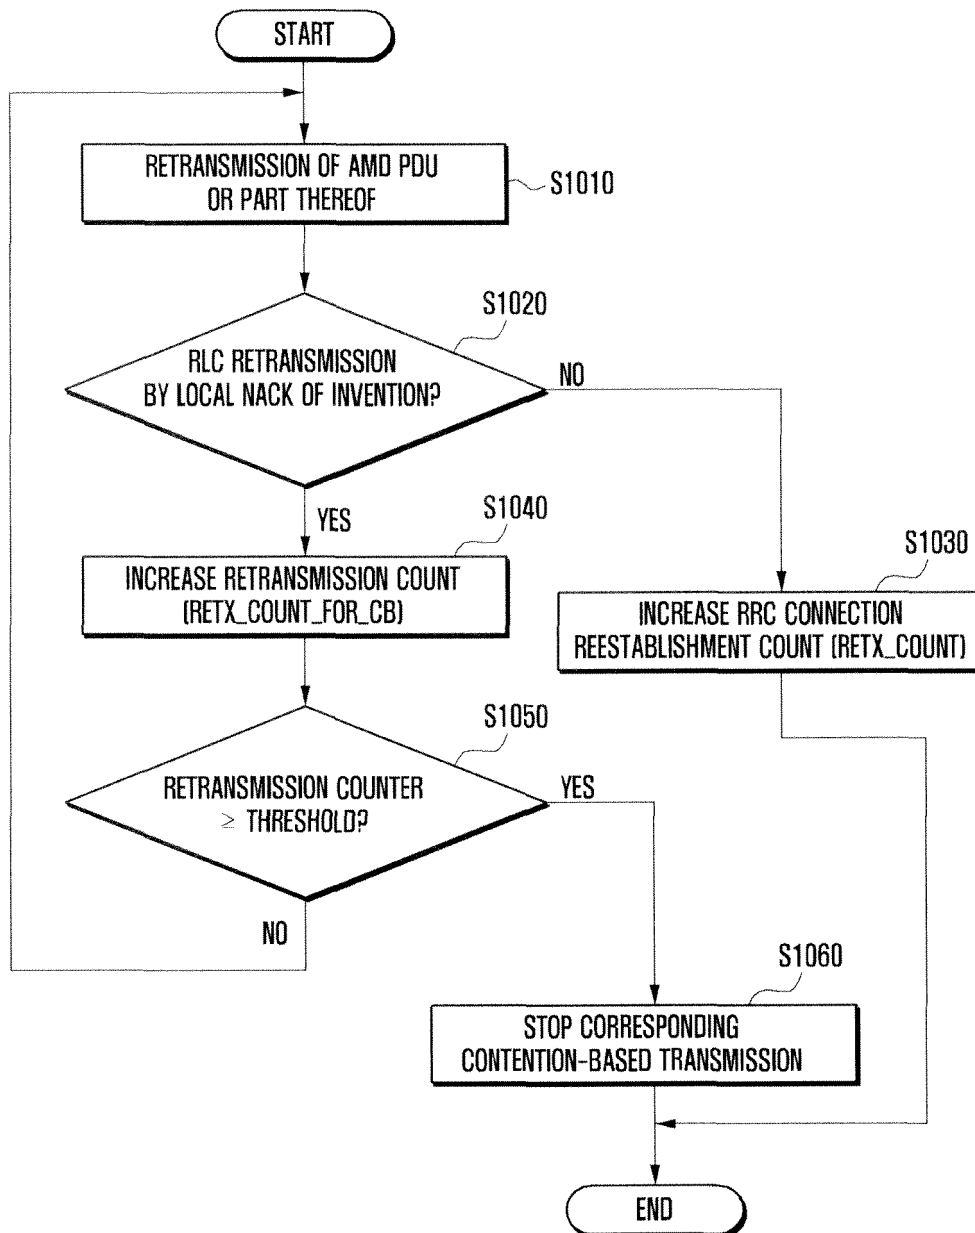 START
RETRANSMISSION OF AMD PDU
OR PART THEREOF
S1010
S1020
RLC RETRANSMISSION
BY LOCAL NACK OF INVENTION?
NO
YES
S1040
INCREASE RETRANSMISSION COUNT
(RETX_COUNT_FOR_CB)
S1030
INCREASE RRC CONNECTION
REESTABLISHMENT COUNT (RETX_COUNT)
S1050
RETRANSMISSION COUNTER
≥ THRESHOLD?
YES
NO
S1060
STOP CORRESPONDING
CONTENTION-BASED TRANSMISSION
END